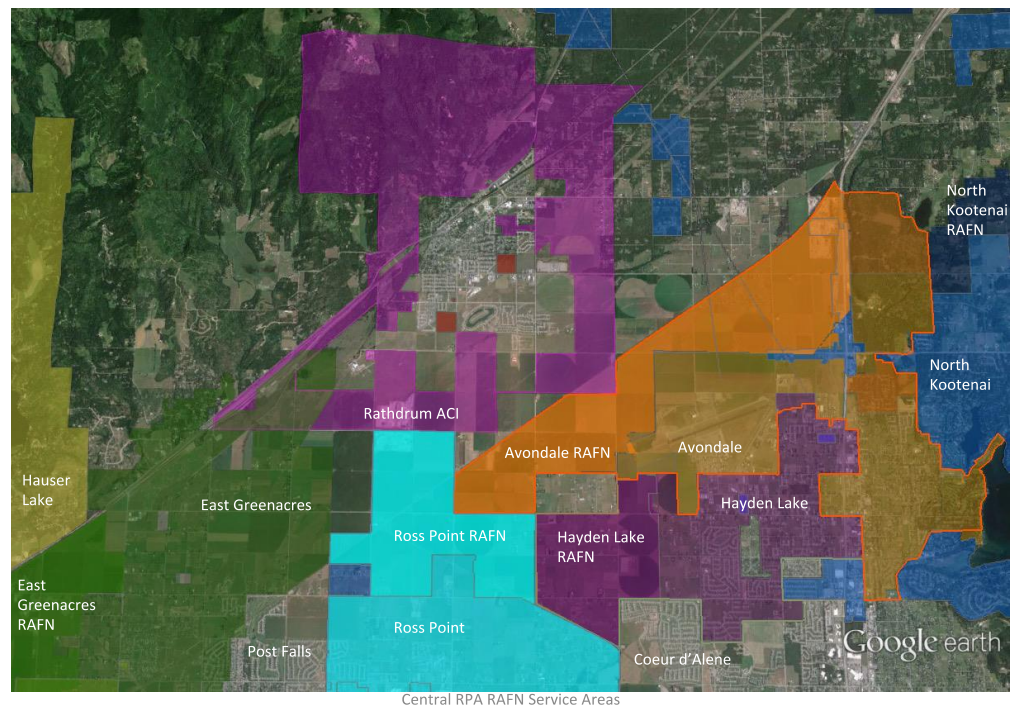 North
Kootenai
RAFN
North
Kootenai
Rathdrum ACI
Avondale RAFN
Avondale
Hauser
Lake
East Greenacres
Hayden Lake
Ross Point RAFN
Hayden Lake
RAFN
East
Greenacres
RAFN
Ross Point
Post Falls
Coeur d'Alene
Google earth
Central RPA RAFN Service Areas